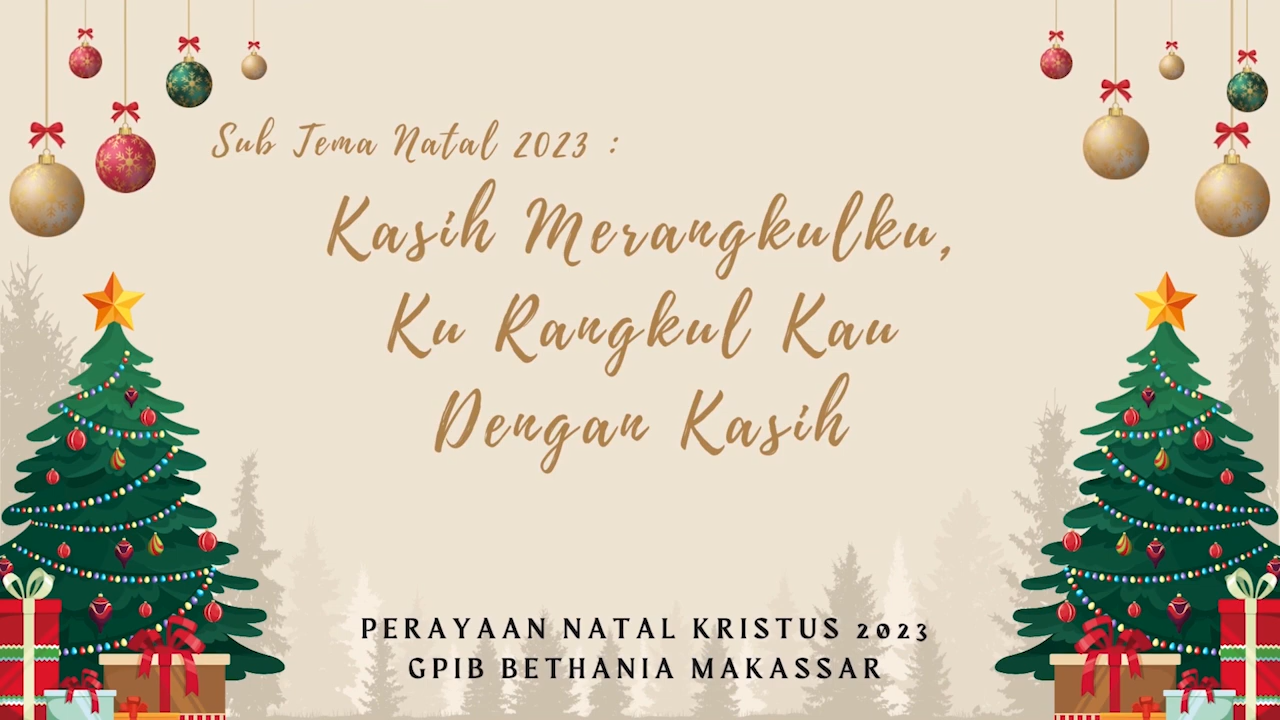 Sub Tema Natal 2023 :
Kasih Merangkulku,
Ku Rangkul Kau
Dengan Kasih
PERAYAAN NATAL KRISTUS 2023
GPIB BETHANIA MAKASSAR